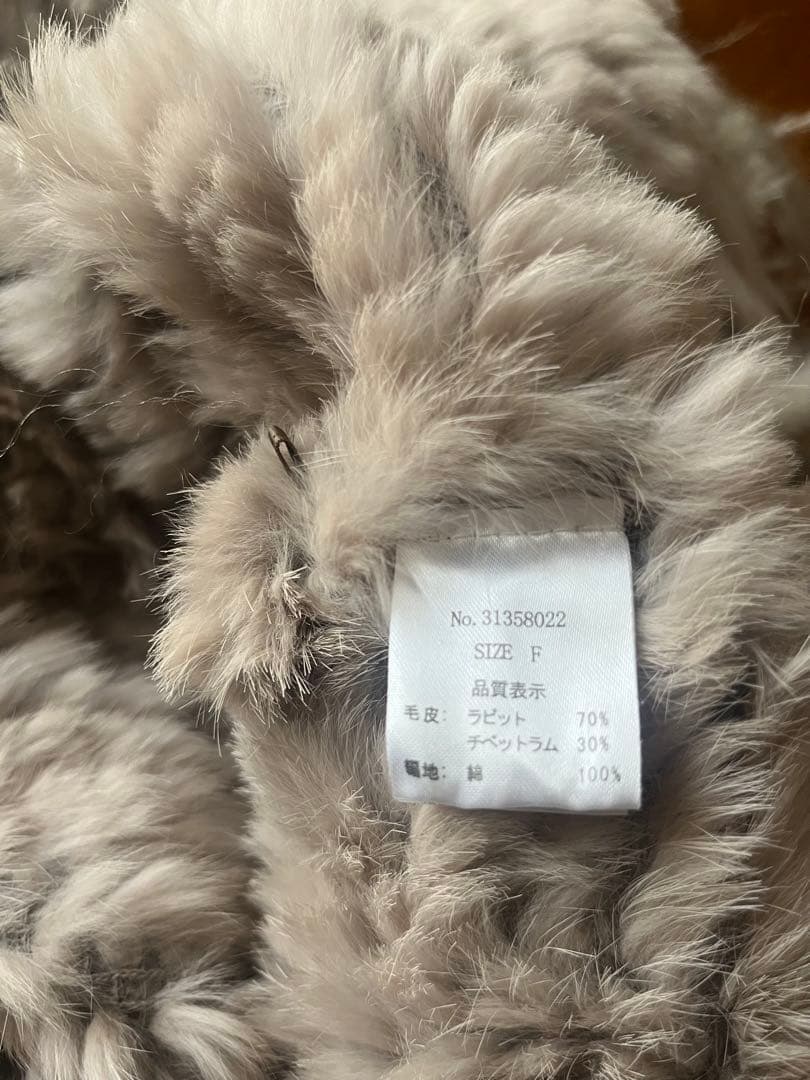 No. 31358022
SIZE F
品質表示
毛皮: ラビット 70%
チベットラム 30%
編地: 綿 100%